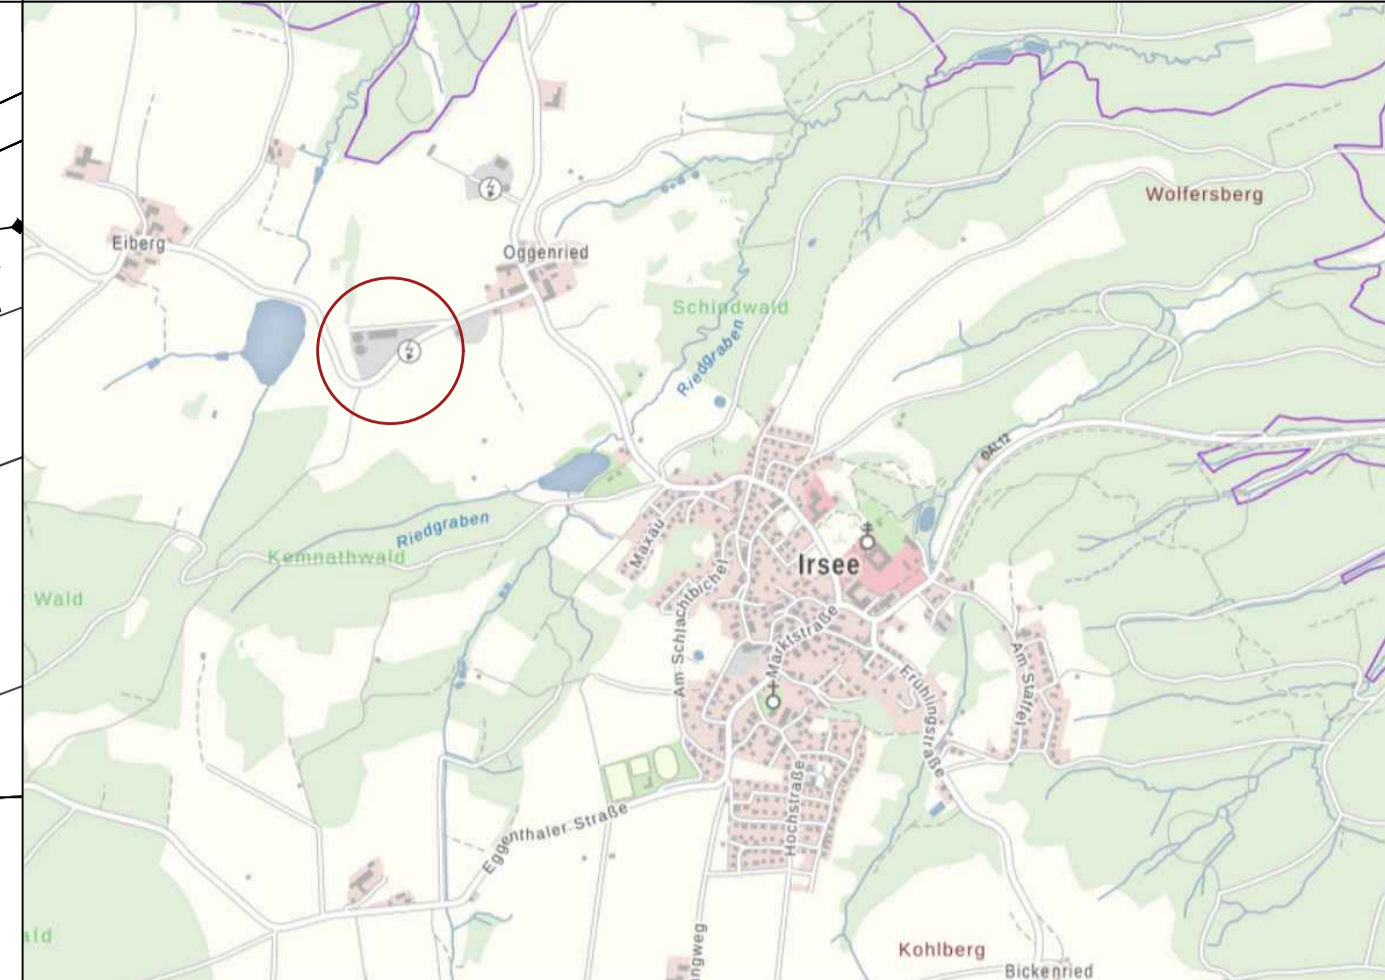 Wolfersberg
Eiberg
Oggenried
Schindwald
Riedgraben
OAL12
Riedgraben
Maxau
Kemnathwald
Irsee
Wald
Am Schlachtbichel
Marktstraße
Frühlingstraße
Am Staffel
Hochstraße
Eggenthaler Straße
ald
ngweg
Kohlberg
Bickenried